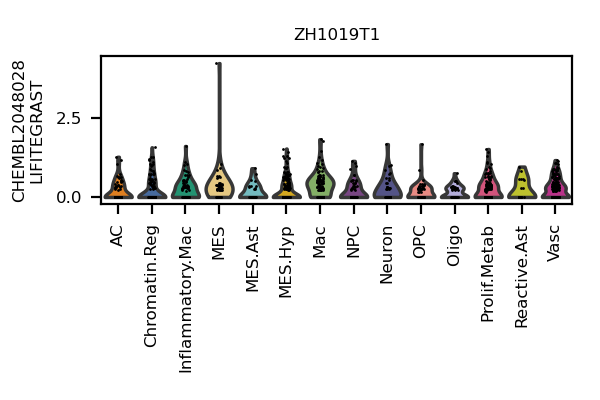 ZH1019T1
CHEMBL2048028
LIFITEGRAST
2.5
0.0
AC
Chromatin.Reg
Inflammatory.Mac
MES
MES.Ast
MES.Hyp
Mac
NPC
Neuron
OPC
Oligo
Prolif.Metab
Reactive.Ast
Vasc